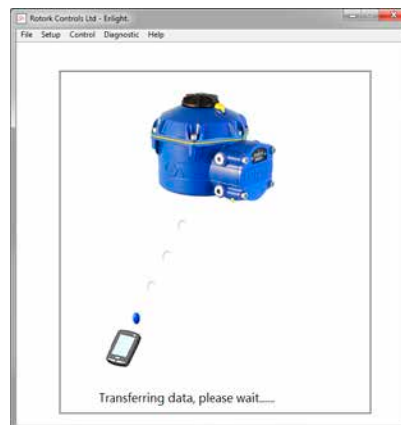 Rotork Controls Ltd - Enlight.
File Setup Control Diagnostic Help
Transferring data, please wait......